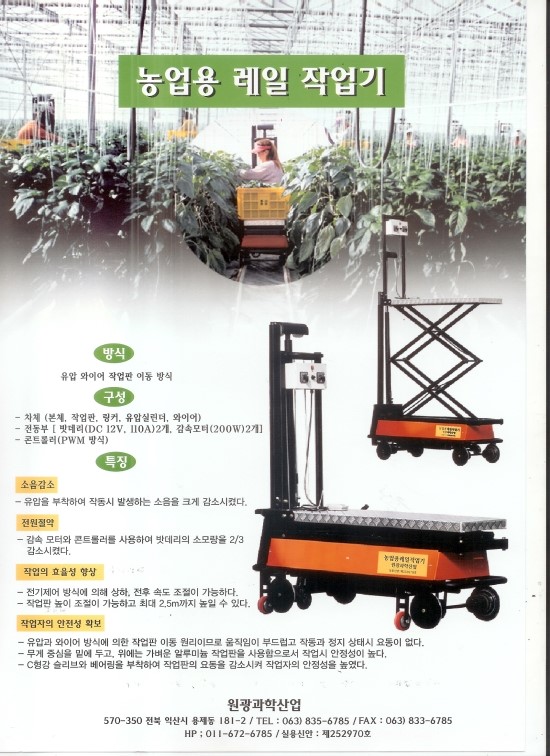 농업용 레일 작업기
방식
유압 와이어 작업판 이동 방식
구성
- 차체 (본체, 작업판, 링커, 유압실린더, 와이어)
- 전동부 [ 밧데리(DC 12V, 110A)2개, 감속모터(200W)2개]
- 콘트롤러(PWM 방식)
특징
소음감소
- 유압을 부착하여 작동시 발생하는 소음을 크게 감소시켰다.
전원절약
- 감속 모터와 콘트롤러를 사용하여 밧데리의 소모량을 2/3
감소시켰다.
작업의 효율성 향상
- 전기제어 방식에 의해 상하, 전후 속도 조절이 가능하다.
- 작업판 높이 조절이 가능하고 최대 2,5m까지 높일 수 있다.
작업자의 안전성 확보
- 유압과 와이어 방식에 의한 작업판 이동 원리이므로 움직임이 부드럽고 작동과 정지 상태시 요동이 없다.
- 무게 중심을 밑에 두고, 위에는 가벼운 알루미늄 작업판을 사용함으로서 작업시 안정성이 높다.
- C형강 슬리브와 베어링을 부착하여 작업판의 요동을 감소시켜 작업자의 안정성을 높였다.
농업용레일작업기
원광과학산업
원광과학산업
570-350 전북 익산시 용제동 181-2 / TEL : 063) 835-6785 / FAX : 063) 833-6785
HP ; 011-672-6785 / 실용신안 : 제252970호